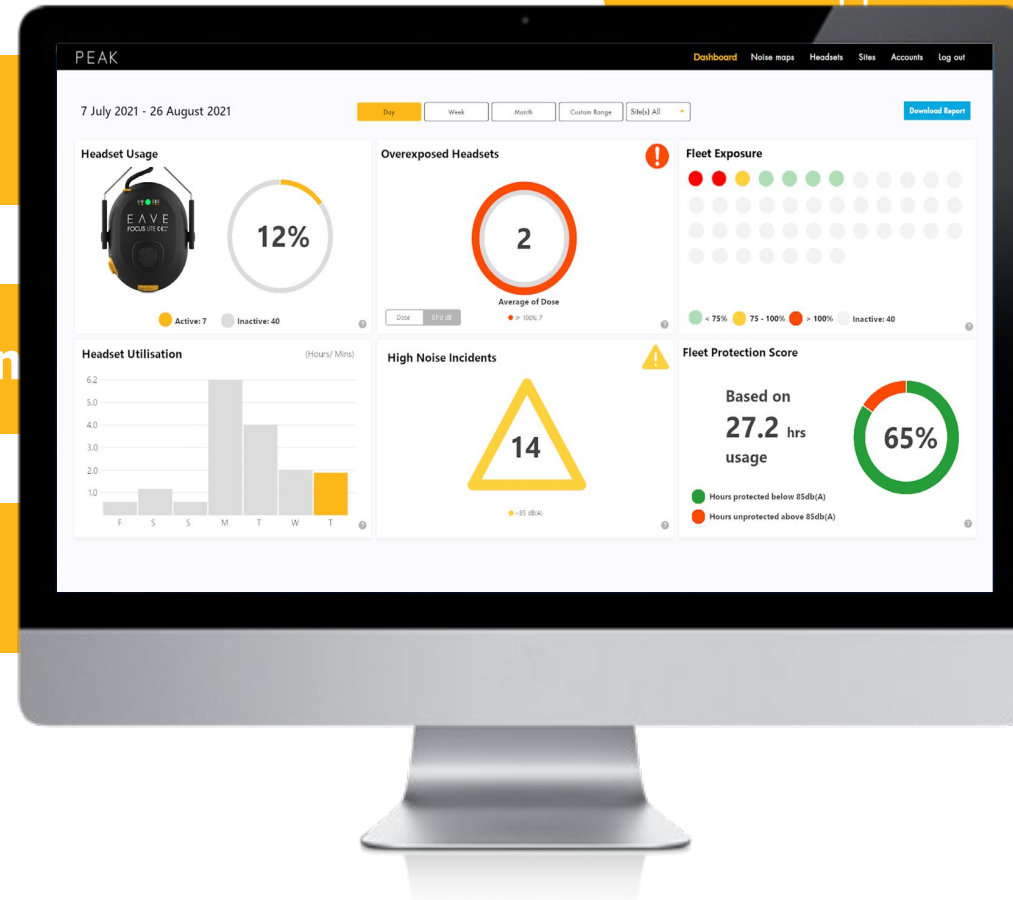 PEAK
Dashboard Noise maps Headsets Sites Accounts Log out
7 July 2021 - 26 August 2021
Day Week Month Custom Range Site(s) All
Download Report
Headset Usage
EAVE
FOCUS LITE
12%
Active: 7 Inactive: 40
Overexposed Headsets
2
Average of Dose
Dose EFd dB
> 100%: 7
Fleet Exposure
< 75% 75 - 100% > 100% Inactive: 40
Headset Utilisation (Hours/ Mins)
6.2
5.0
4.0
3.0
2.0
1.0
F S S M T W T
High Noise Incidents
14
~85 dB(A)
Fleet Protection Score
Based on
27.2 hrs
usage
65%
Hours protected below 85db(A)
Hours unprotected above 85db(A)
n